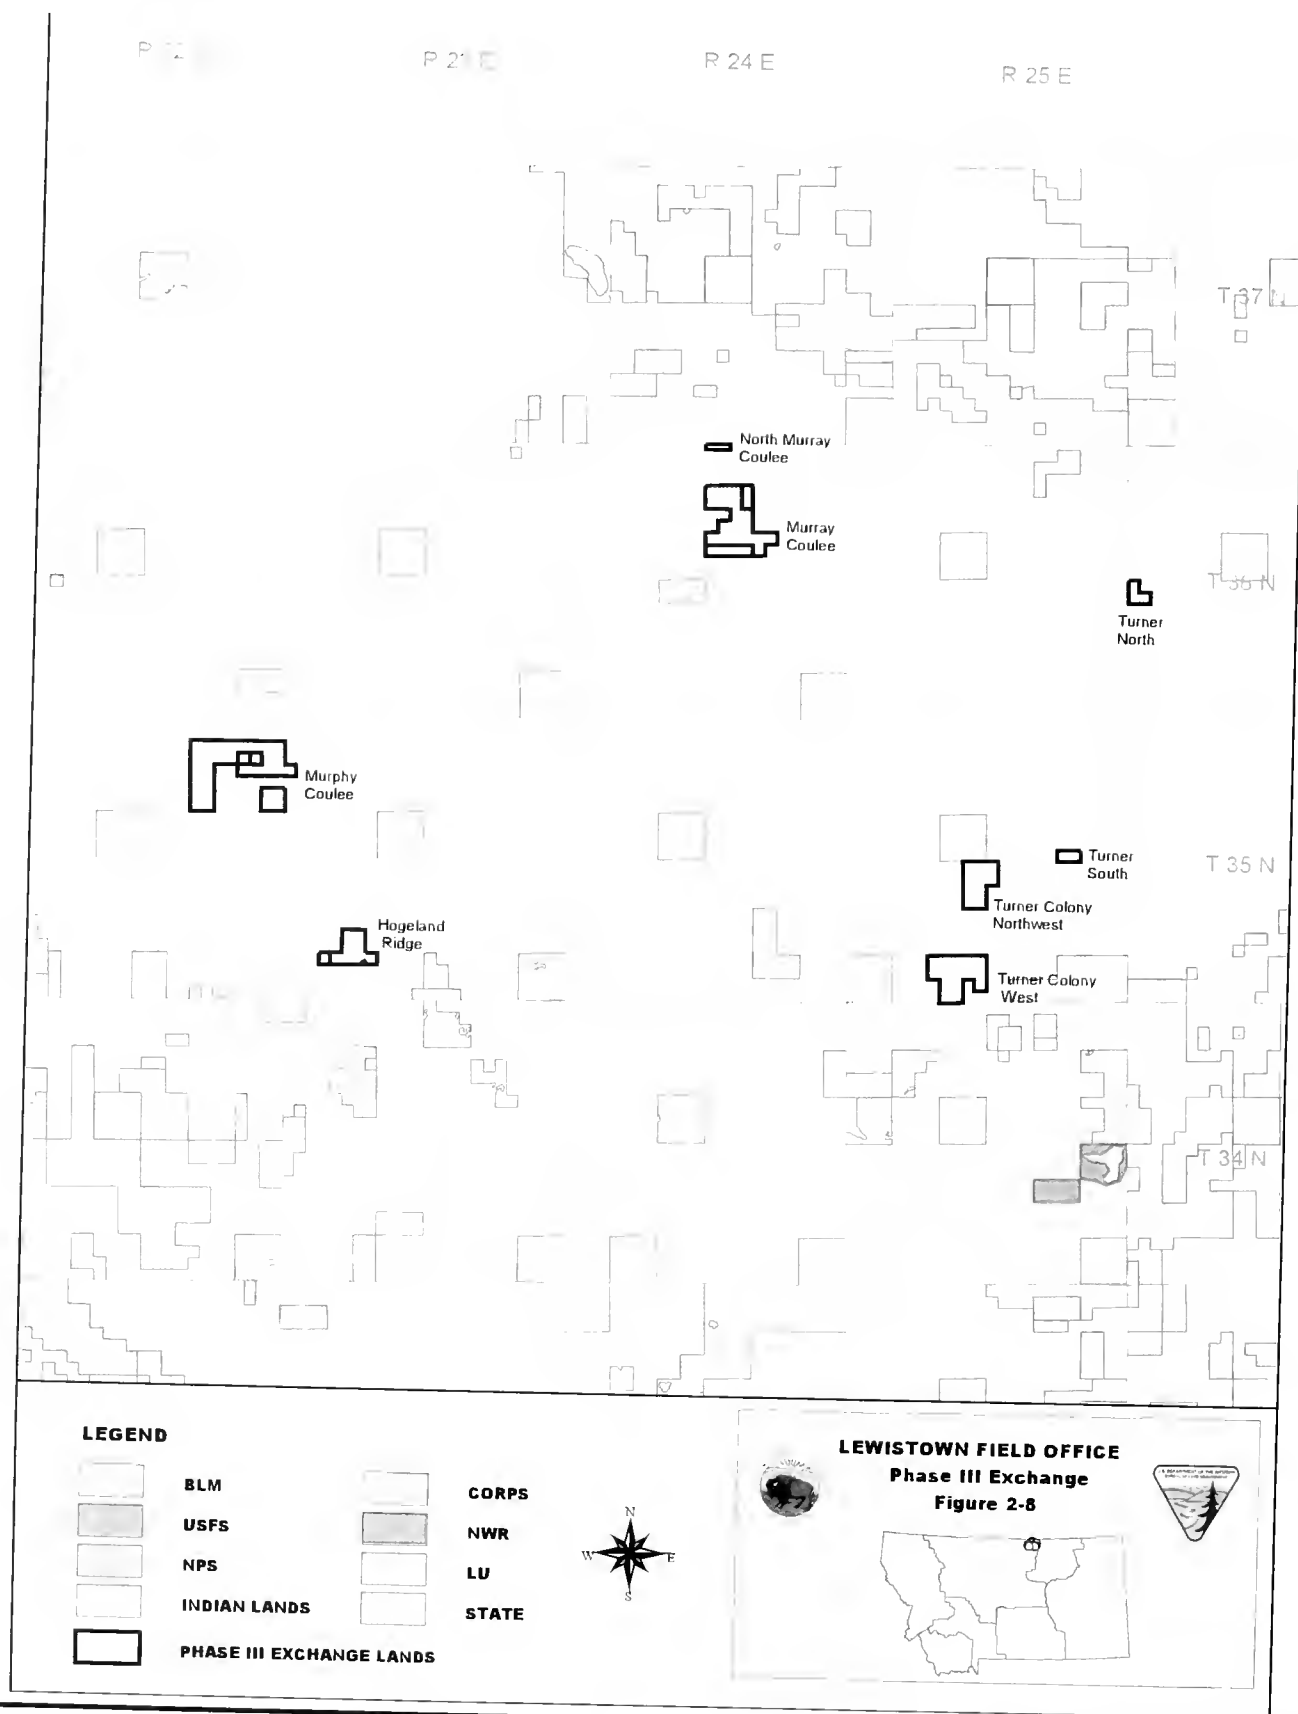 R 24 E
R 25 E
T 37 N
North Murray
Coulee
Murray
Coulee
T 36 N
Turner
North
Murphy
Coulee
Turner
South
T 35 N
Turner Colony
Northwest
Hogeland
Ridge
Turner Colony
West
T 34 N
LEGEND
BLM
USFS
NPS
INDIAN LANDS
PHASE III EXCHANGE LANDS
CORPS
NWR
LU
STATE
N
W
E
S
LEWISTOWN FIELD OFFICE
Phase III Exchange
Figure 2-8